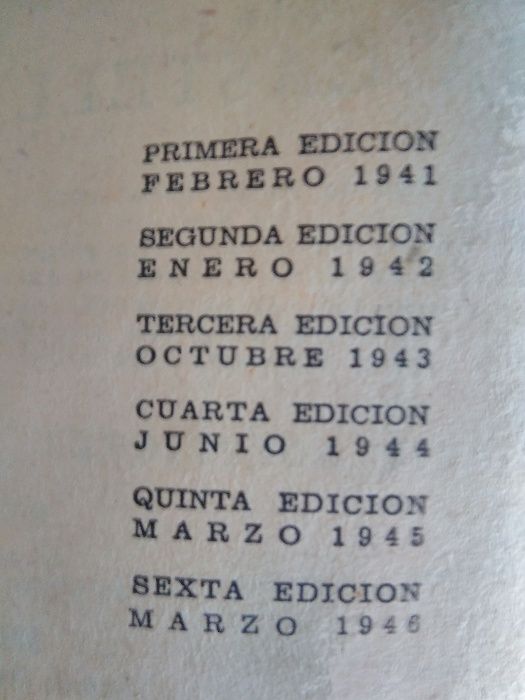 PRIMERA EDICION
FEBRERO 1941
SEGUNDA EDICION
ENERO 1942
TERCERA EDICION
OCTUBRE 1943
CUARTA EDICION
JUNIO 1944
QUINTA EDICION
MARZO 1945
SEXTA EDICION
MARZO 1946